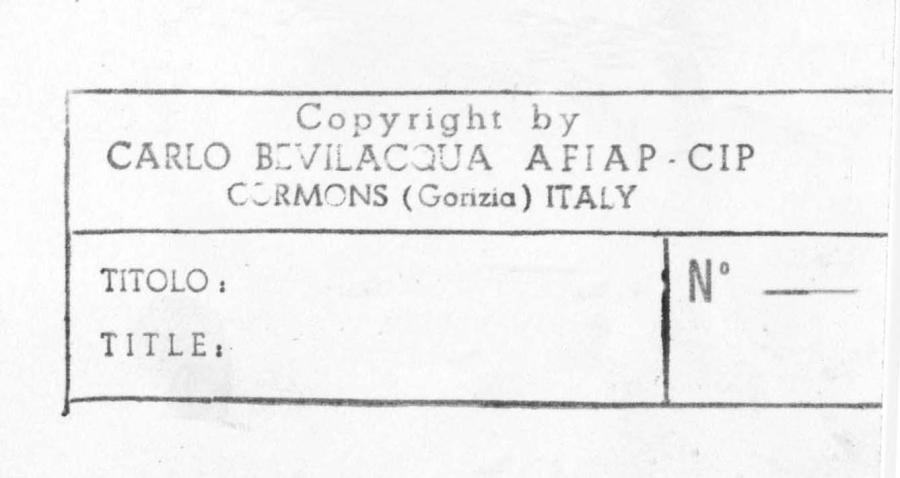 Copyright by
CARLO BEVILACQUA AFIAP-CIP
CORMONS (Gorizia) ITALY
TITOLO:
N° —
TITLE: